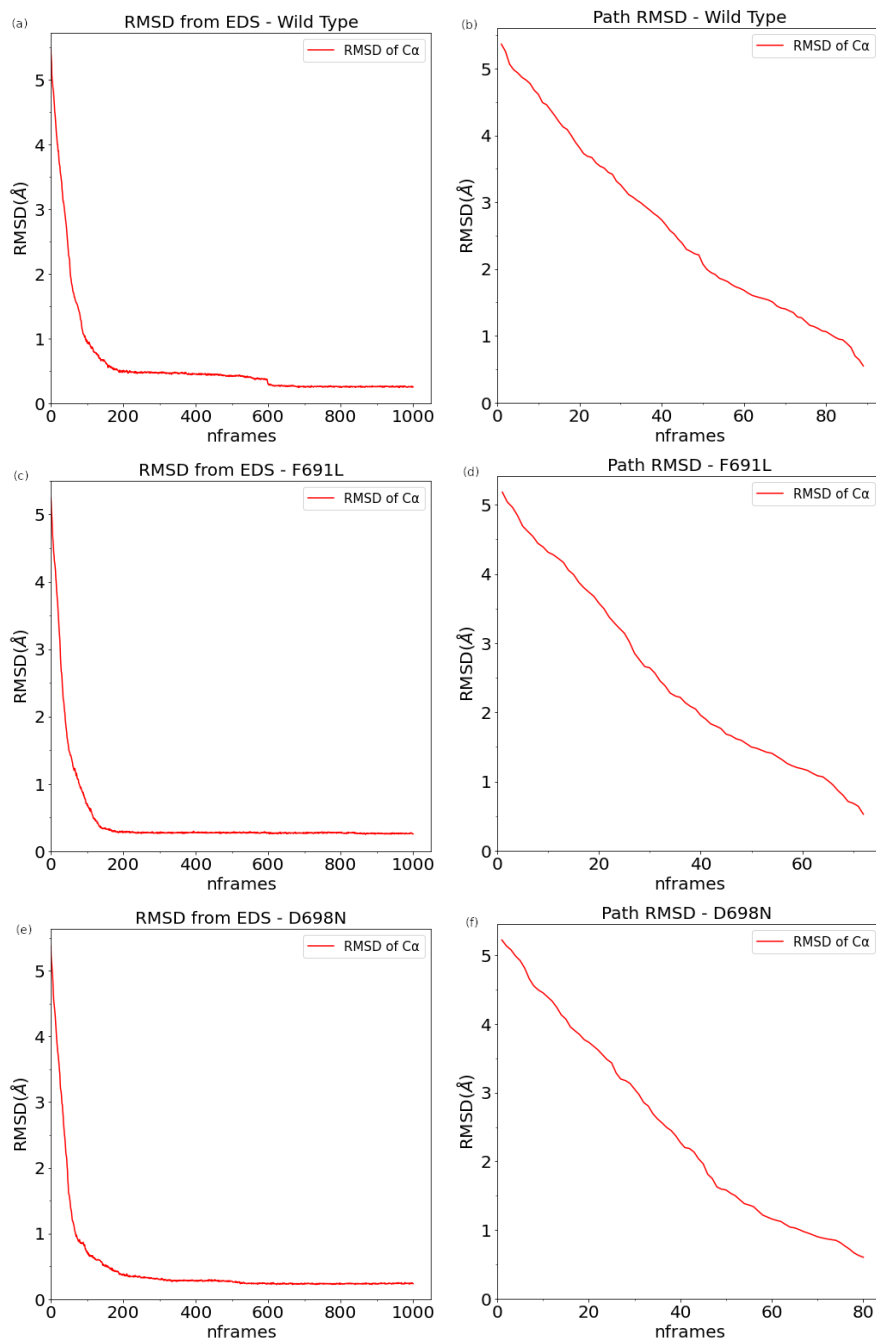 (a)
RMSD from EDS - Wild Type
RMSD of Cα
RMSD(Å)
5
4
3
2
1
0
0 200 400 600 800 1000
nframes
(b)
Path RMSD - Wild Type
RMSD of Cα
RMSD(Å)
5
4
3
2
1
0
0 20 40 60 80
nframes
(c)
RMSD from EDS - F691L
RMSD of Cα
RMSD(Å)
5
4
3
2
1
0
0 200 400 600 800 1000
nframes
(d)
Path RMSD - F691L
RMSD of Cα
RMSD(Å)
5
4
3
2
1
0
0 20 40 60
nframes
(e)
RMSD from EDS - D698N
RMSD of Cα
RMSD(Å)
5
4
3
2
1
0
0 200 400 600 800 1000
nframes
(f)
Path RMSD - D698N
RMSD of Cα
RMSD(Å)
5
4
3
2
1
0
0 20 40 60 80
nframes